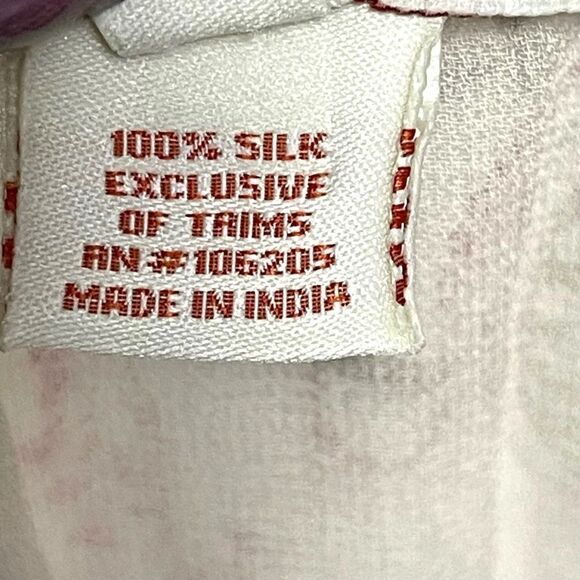 100% SILK
EXCLUSIVE
OF TRIMS
RN#106205
MADE IN INDIA